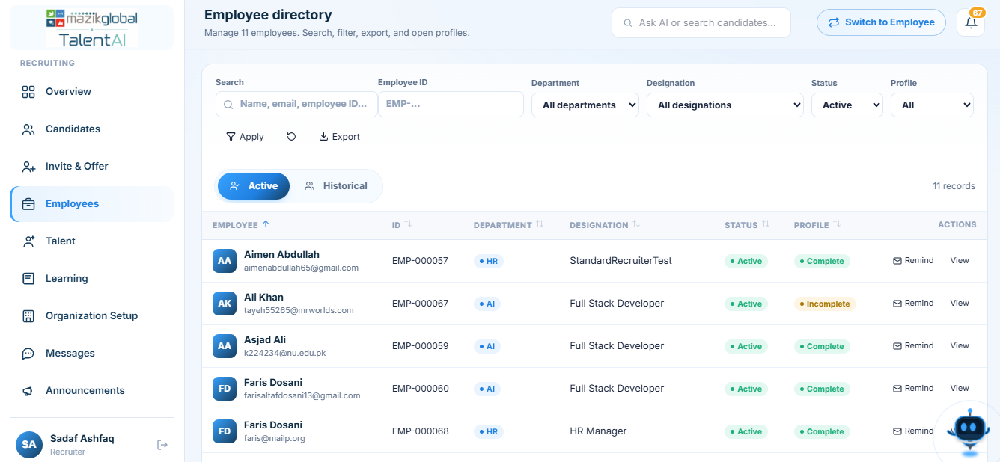 mazikglobal
TalentAI
RECRUITING
Overview
Candidates
Invite & Offer
Employees
Talent
Learning
Organization Setup
Messages
Announcements
SA
Sadaf Ashfaq
Recruiter
Employee directory
Manage 11 employees. Search, filter, export, and open profiles.
Ask AI or search candidates...
Switch to Employee
67
Search Employee ID Department Designation Status Profile
Name, email, employee ID... EMP-... All departments All designations Active All
Apply Export
Active Historical 11 records
EMPLOYEE ID DEPARTMENT DESIGNATION STATUS PROFILE ACTIONS
AA Aimen Abdullah EMP-000057 HR StandardRecruiterTest Active Complete Remind View
aimenabdullah65@gmail.com
AK Ali Khan EMP-000067 AI Full Stack Developer Active Incomplete Remind View
tayeh55265@mrworlds.com
AA Asjad Ali EMP-000059 AI Full Stack Developer Active Complete Remind View
k224234@nu.edu.pk
FD Faris Dosani EMP-000060 AI Full Stack Developer Active Complete Remind View
farisaltafdosani13@gmail.com
FD Faris Dosani EMP-000068 HR HR Manager Active Complete Remind
faris@mailp.org